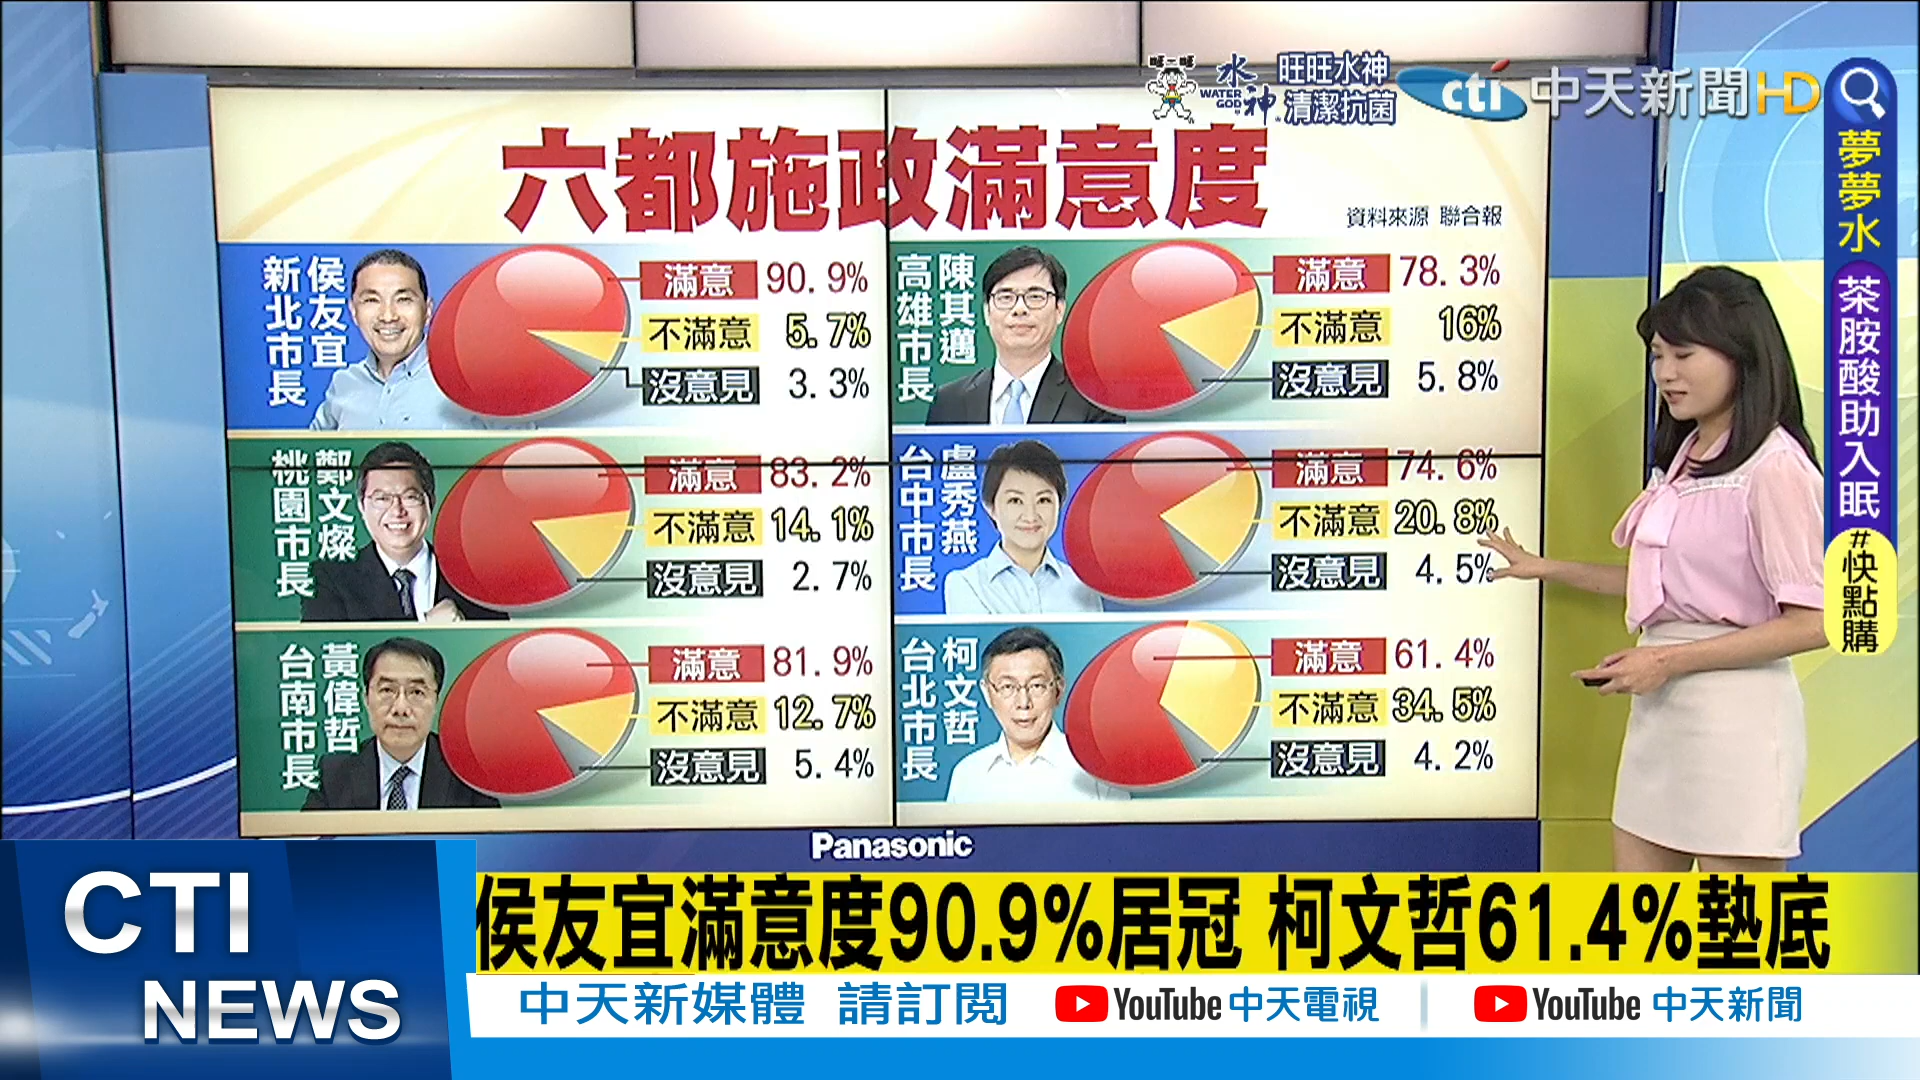 旺旺水神
清潔抗菌
水神
WATER
GOD
cti 中天新聞HD
六都施政滿意度
資料來源 聯合報
侯友宜
新北市長
滿意 90.9%
不滿意 5.7%
沒意見 3.3%
陳其邁
高雄市長
滿意 78.3%
不滿意 16%
沒意見 5.8%
鄭文燦
桃園市長
滿意 83.2%
不滿意 14.1%
沒意見 2.7%
盧秀燕
台中市長
滿意 74.6%
不滿意 20.8%
沒意見 4.5%
黃偉哲
台南市長
滿意 81.9%
不滿意 12.7%
沒意見 5.4%
柯文哲
台北市長
滿意 61.4%
不滿意 34.5%
沒意見 4.2%
夢夢水
茶胺酸助入眠
#快點購
Panasonic
CTI
NEWS
侯友宜滿意度90.9%居冠 柯文哲61.4%墊底
中天新媒體 請訂閱 YouTube 中天電視 YouTube 中天新聞